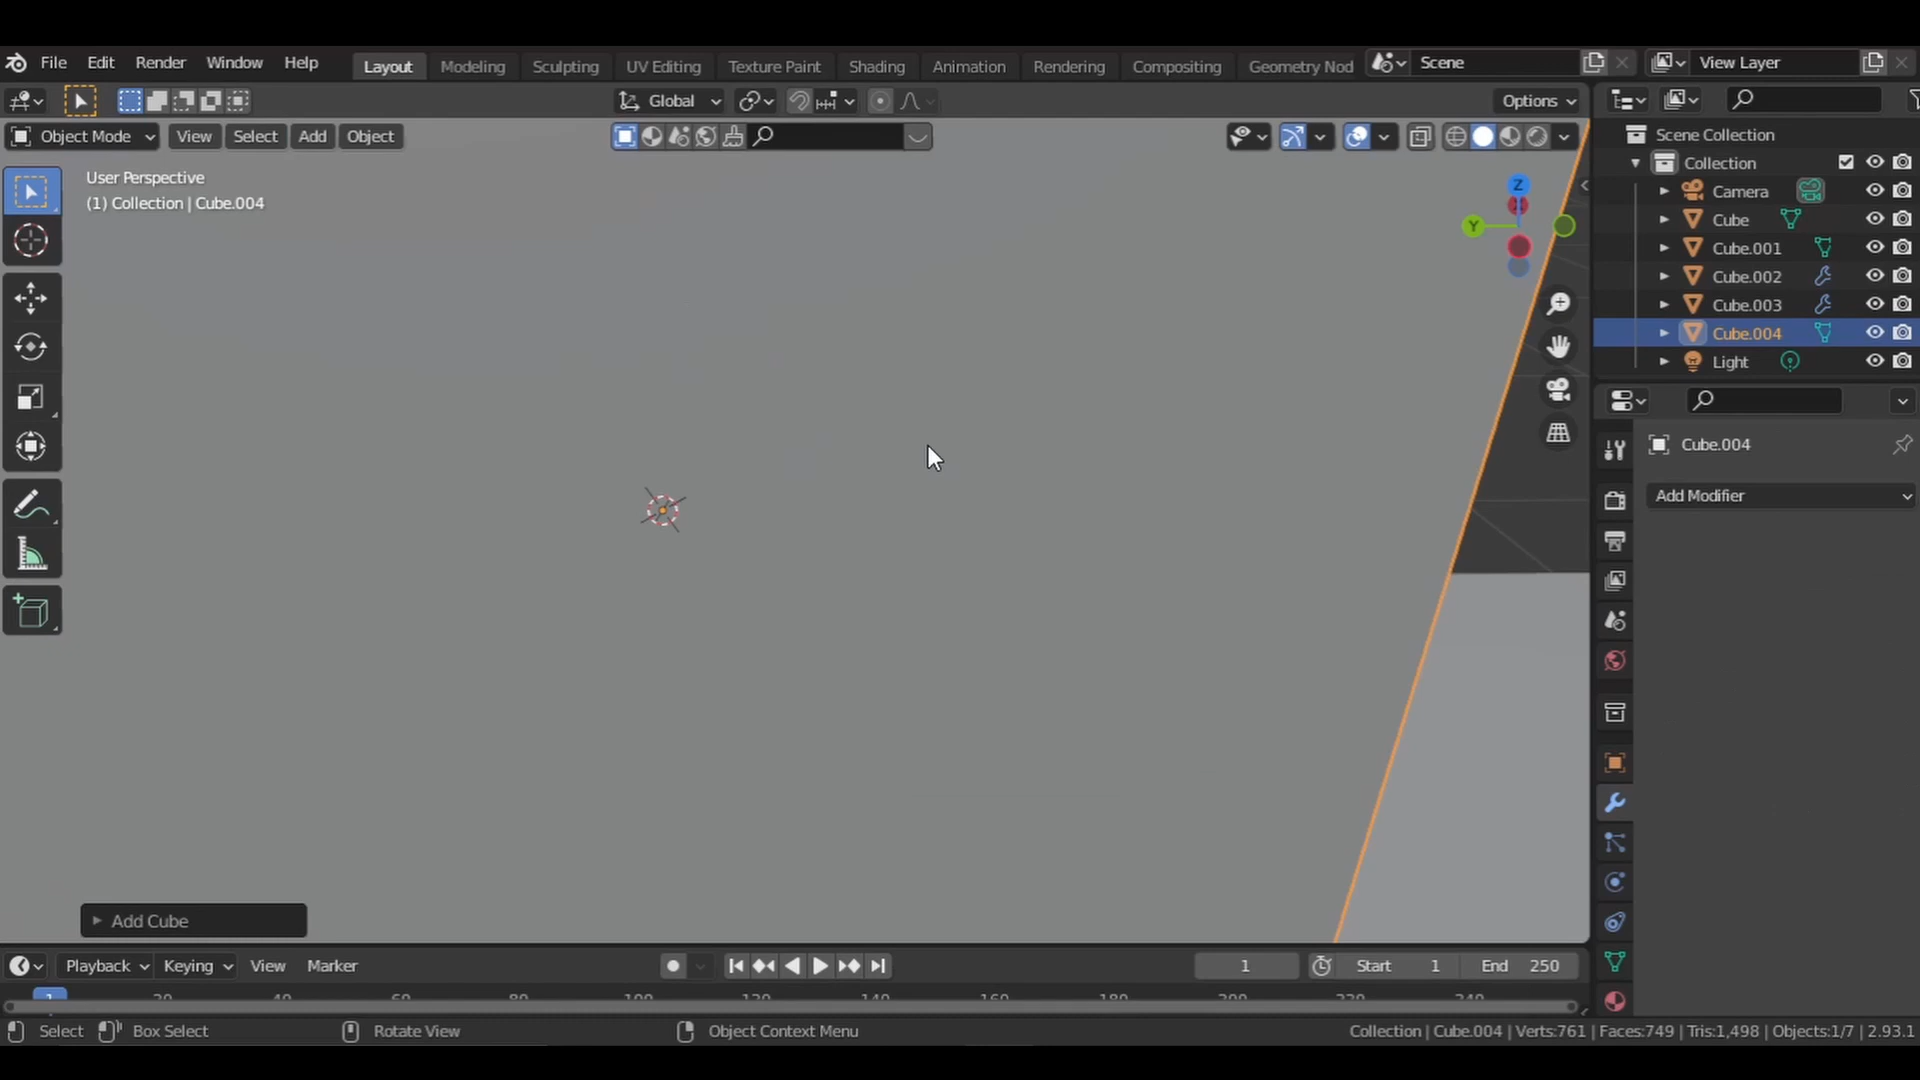 File Edit Render Window Help Layout Modeling Sculpting UV Editing Texture Paint Shading Animation Rendering Compositing Geometry Nod Scene View Layer
Global Options
Object Mode View Select Add Object
User Perspective
(1) Collection | Cube.004
Z
Y
Scene Collection
Collection
Camera
Cube
Cube.001
Cube.002
Cube.003
Cube.004
Light
Cube.004
Add Modifier
Add Cube
Playback Keying View Marker 1 Start 1 End 250
1
Select Box Select Rotate View Object Context Menu Collection | Cube.004 | Verts:761 | Faces:749 | Tris:1,498 | Objects:1/7 | 2.93.1